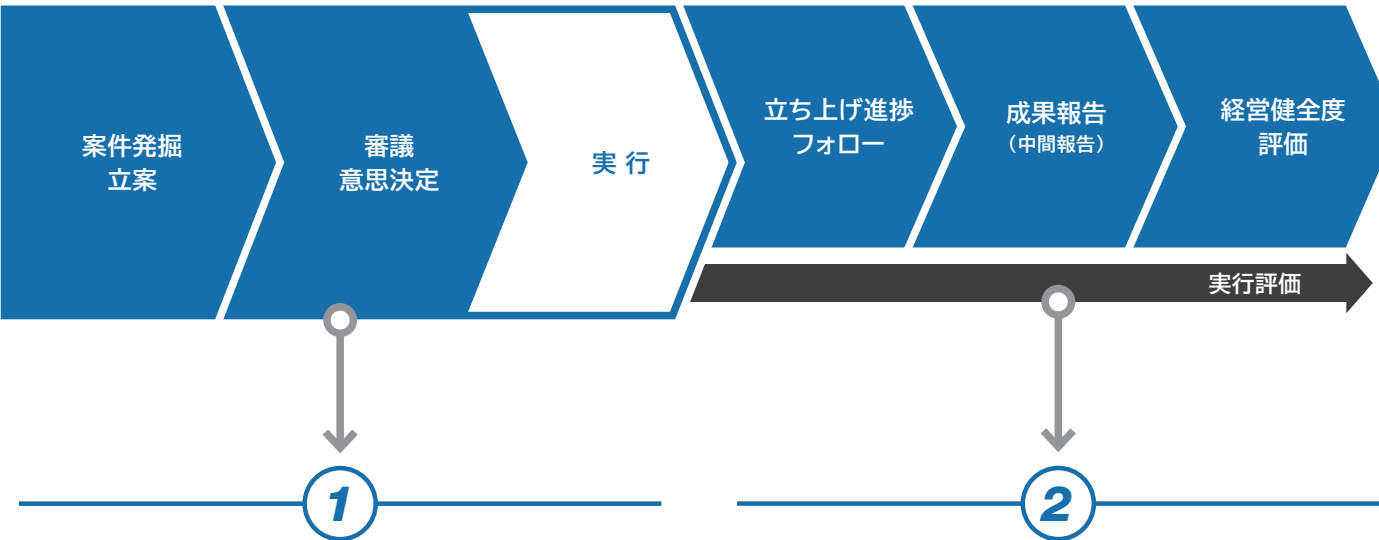 案件発掘
立案
審議
意思決定
実行
立ち上げ進捗
フォロー
成果報告
（中間報告）
経営健全度
評価
実行評価
1
2